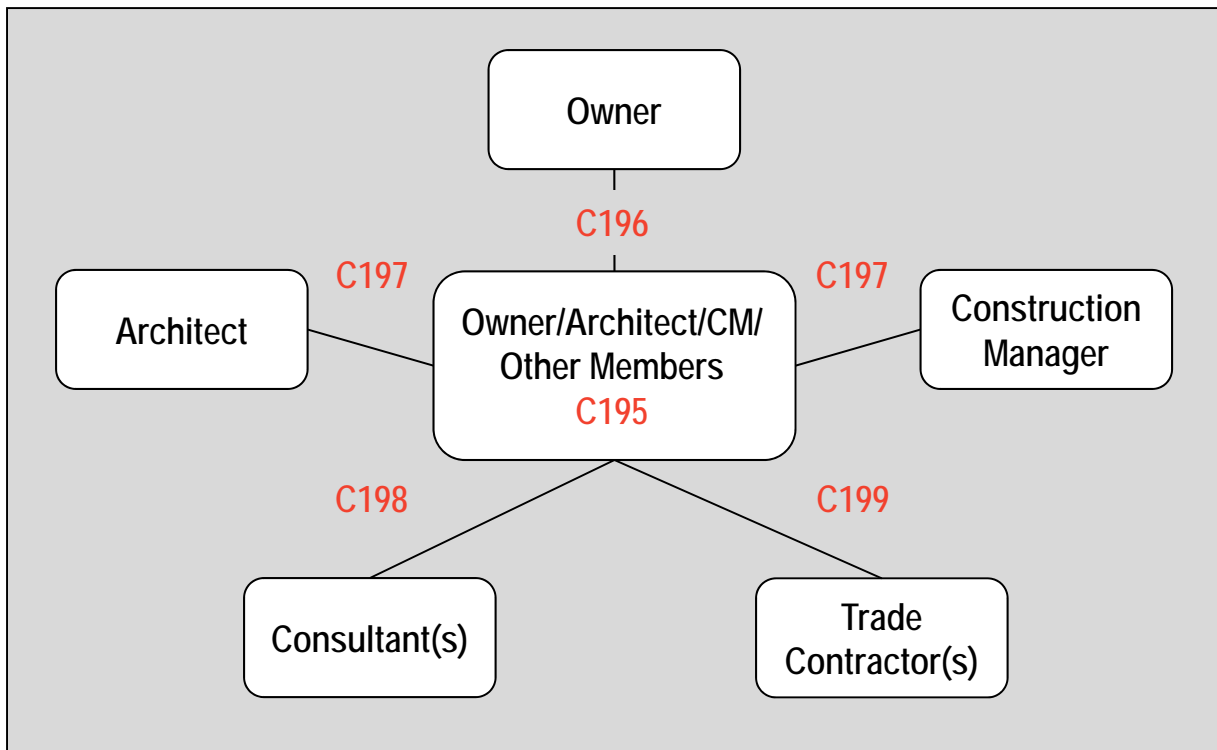 Owner
C196
C197
C197
Architect
Owner/Architect/CM/
Other Members
C195
Construction
Manager
C198
C199
Consultant(s)
Trade
Contractor(s)